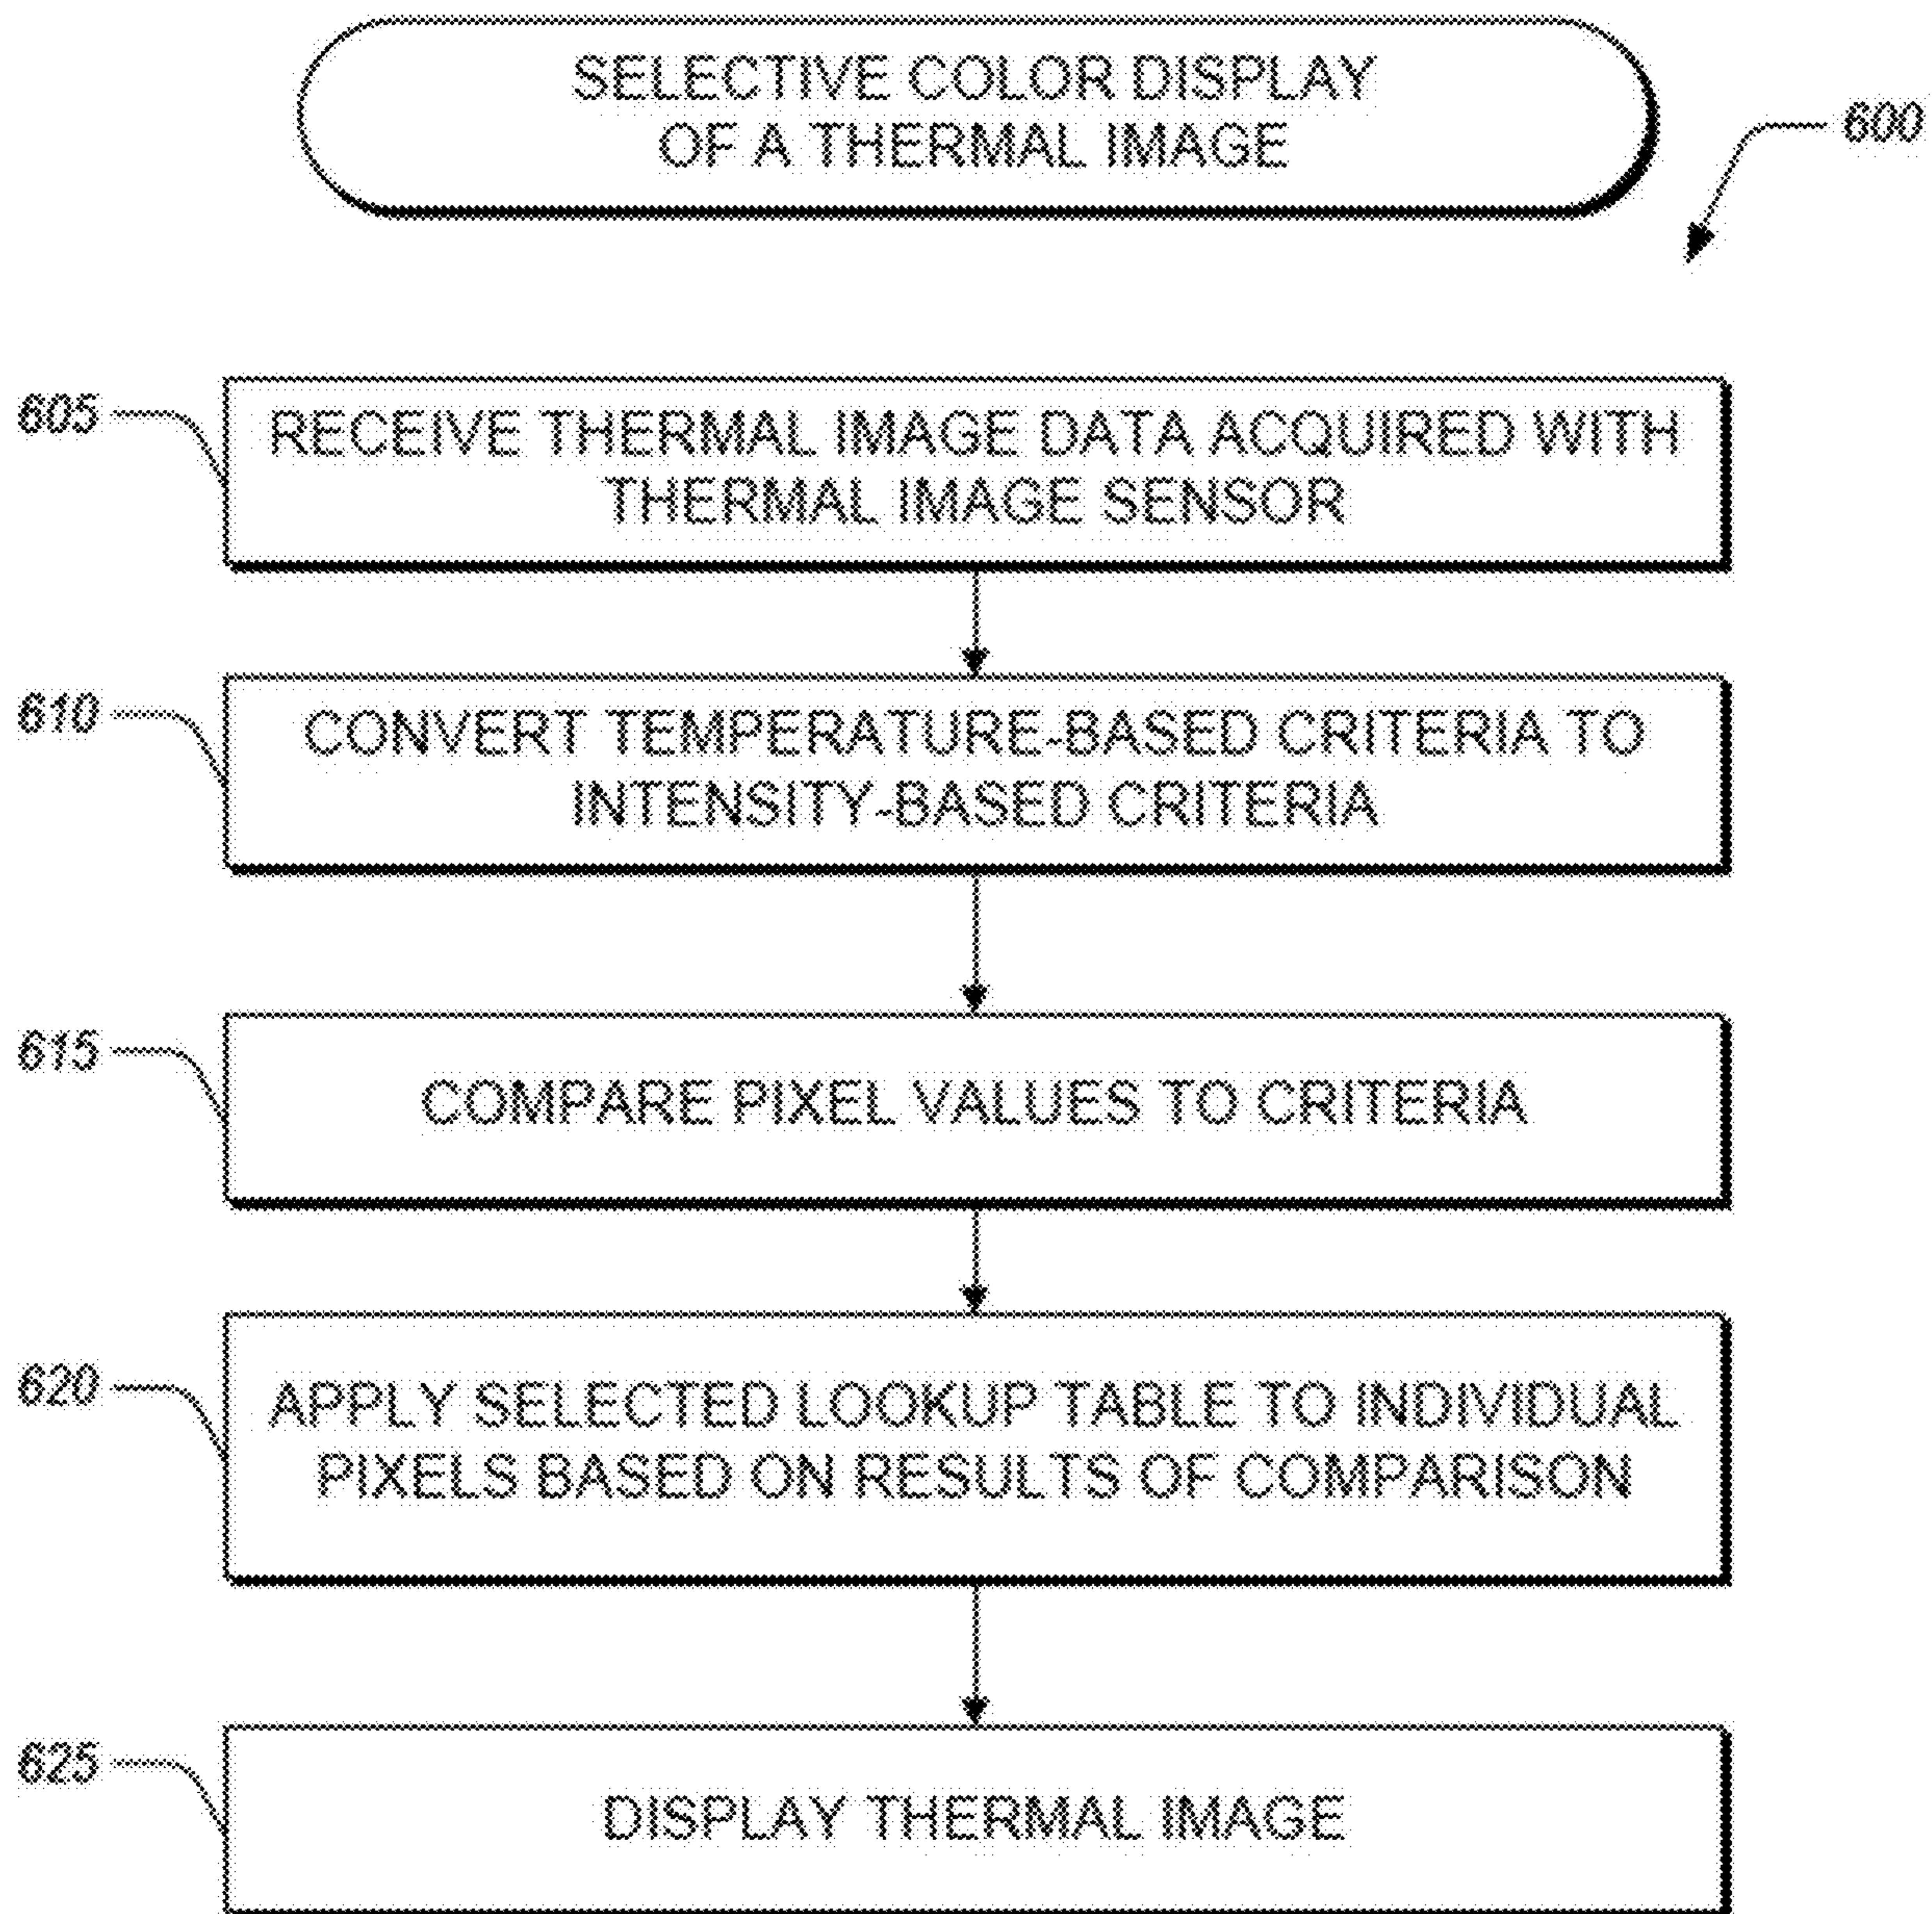 SELECTIVE COLOR DISPLAY
OF A THERMAL IMAGE
600
605
RECEIVE THERMAL IMAGE DATA ACQUIRED WITH
THERMAL IMAGE SENSOR
610
CONVERT TEMPERATURE-BASED CRITERIA TO
INTENSITY-BASED CRITERIA
615
COMPARE PIXEL VALUES TO CRITERIA
620
APPLY SELECTED LOOKUP TABLE TO INDIVIDUAL
PIXELS BASED ON RESULTS OF COMPARISON
625
DISPLAY THERMAL IMAGE